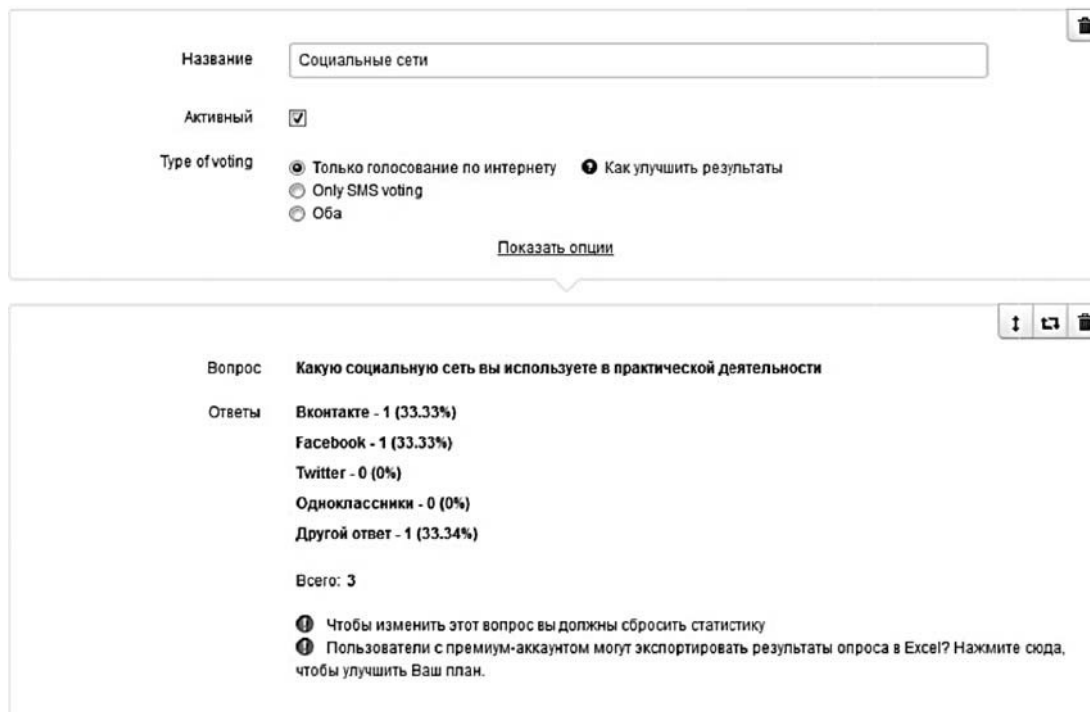 Название Социальные сети
Активный
Type of voting Только голосование по интернету Как улучшить результаты
Only SMS voting
Оба
Показать опции
Вопрос Какую социальную сеть вы используете в практической деятельности
Ответы Вконтакте - 1 (33.33%)
Facebook - 1 (33.33%)
Twitter - 0 (0%)
Одноклассники - 0 (0%)
Другой ответ - 1 (33.34%)
Всего: 3
Чтобы изменить этот вопрос вы должны сбросить статистику
Пользователи с премиум-аккаунтом могут экспортировать результаты опроса в Excel? Нажмите сюда,
чтобы улучшить Ваш план.